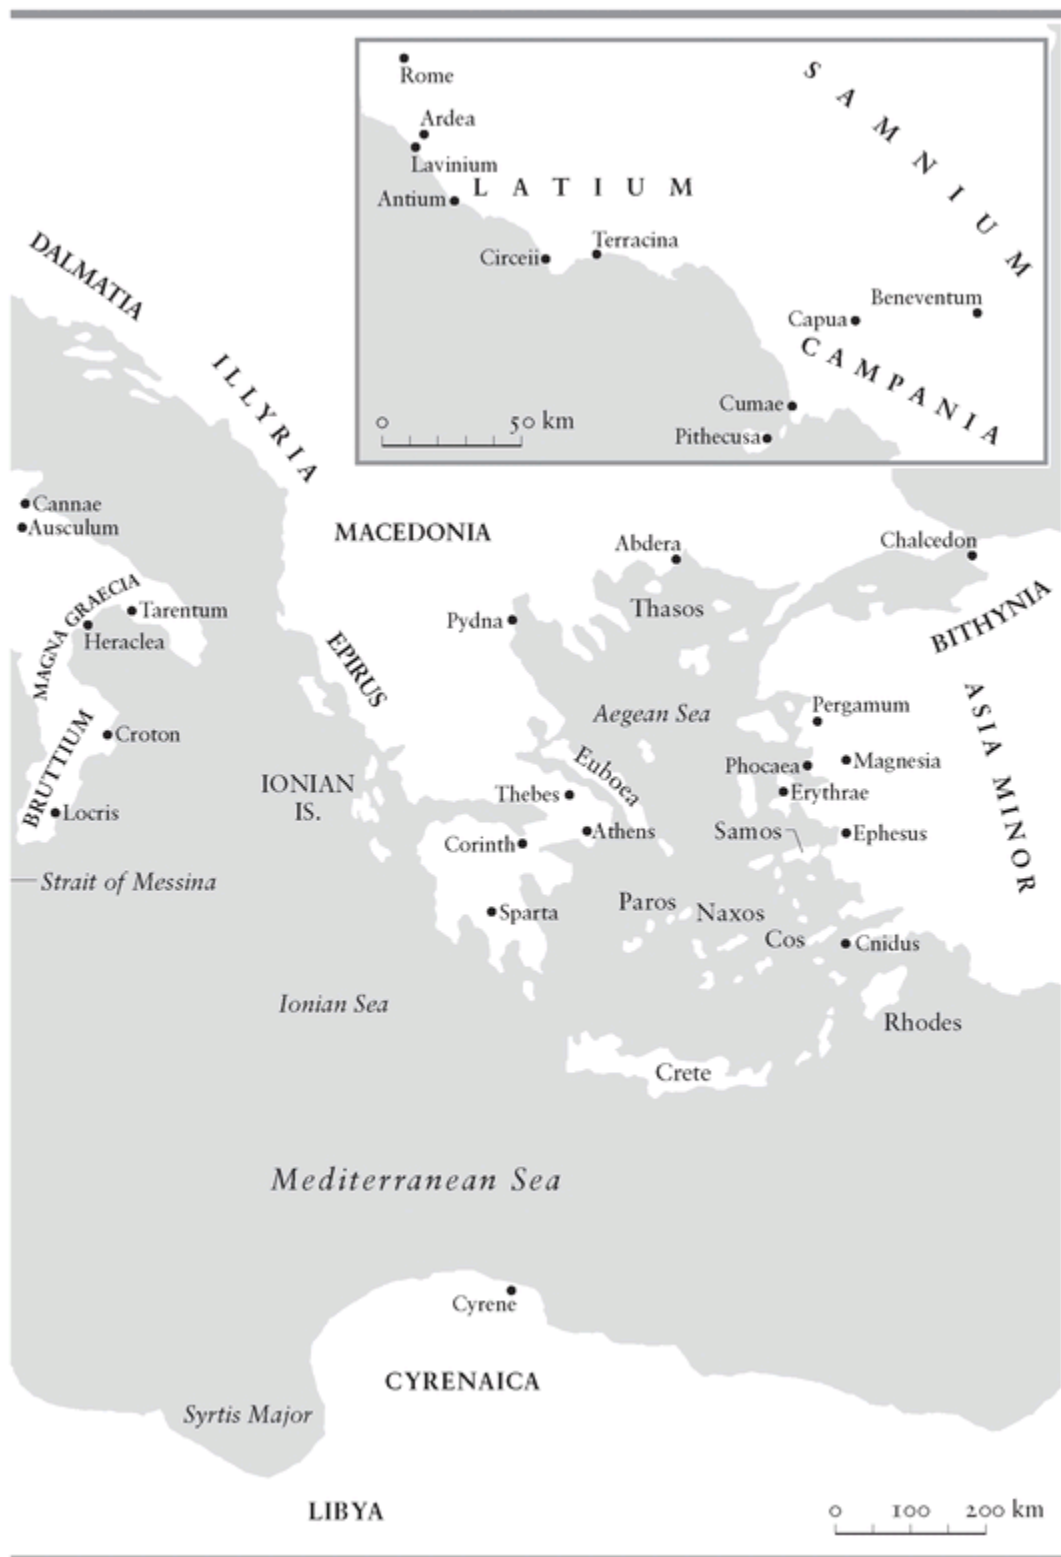 Rome
SAMNIUM
Ardea
Lavinium
LATIUM
Antium
Terracina
Circeii
Beneventum
Capua
CAMPANIA
Cumae
Pithecusa
0 50 km
DALMATIA
ILLYRIA
Cannae
Ausculum
MACEDONIA
Abdera
Chalcedon
MAGNA GRAECIA
Tarentum
Heraclea
Thasos
Pydna
BITHYNIA
EPIRUS
ASIA MINOR
Aegean Sea
Pergamum
BRUTTIUM
Croton
Euboea
Phocaea
Magnesia
IONIAN
IS.
Thebes
Erythrae
Locris
Samos
Athens
Ephesus
Corinth
Strait of Messina
Paros
Naxos
Sparta
Cos
Cnidus
Ionian Sea
Rhodes
Crete
Mediterranean Sea
Cyrene
CYRENAICA
Syrtis Major
LIBYA
0 100 200 km